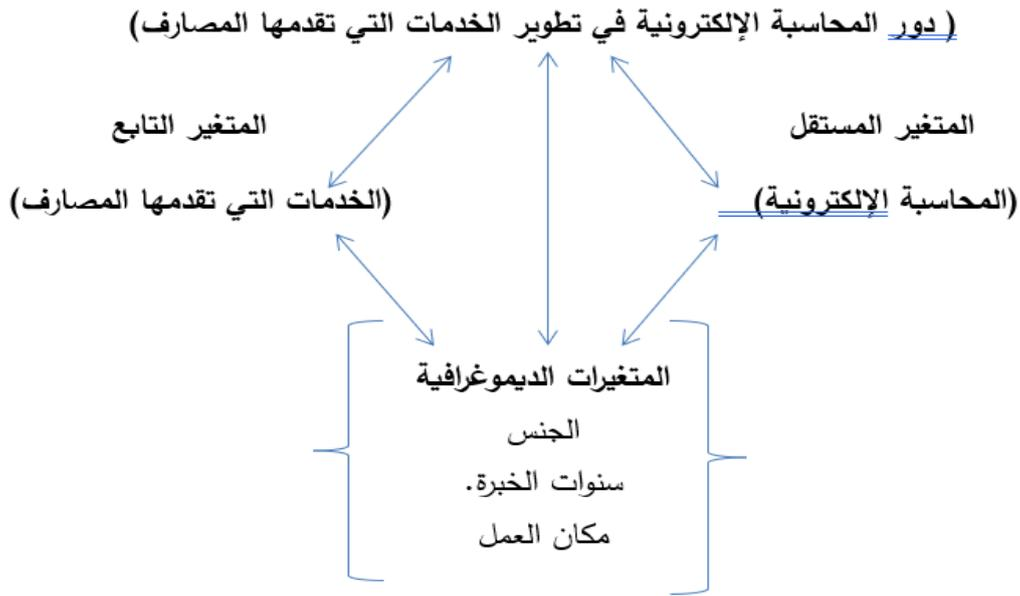 ( دور المحاسبة الإلكترونية في تطوير الخدمات التي تقدمها المصارف)
المتغير المستقل
المتغير التابع
(المحاسبة الإلكترونية)
(الخدمات التي تقدمها المصارف)
المتغيرات الديموغرافية
الجنس
سنوات الخبرة.
مكان العمل